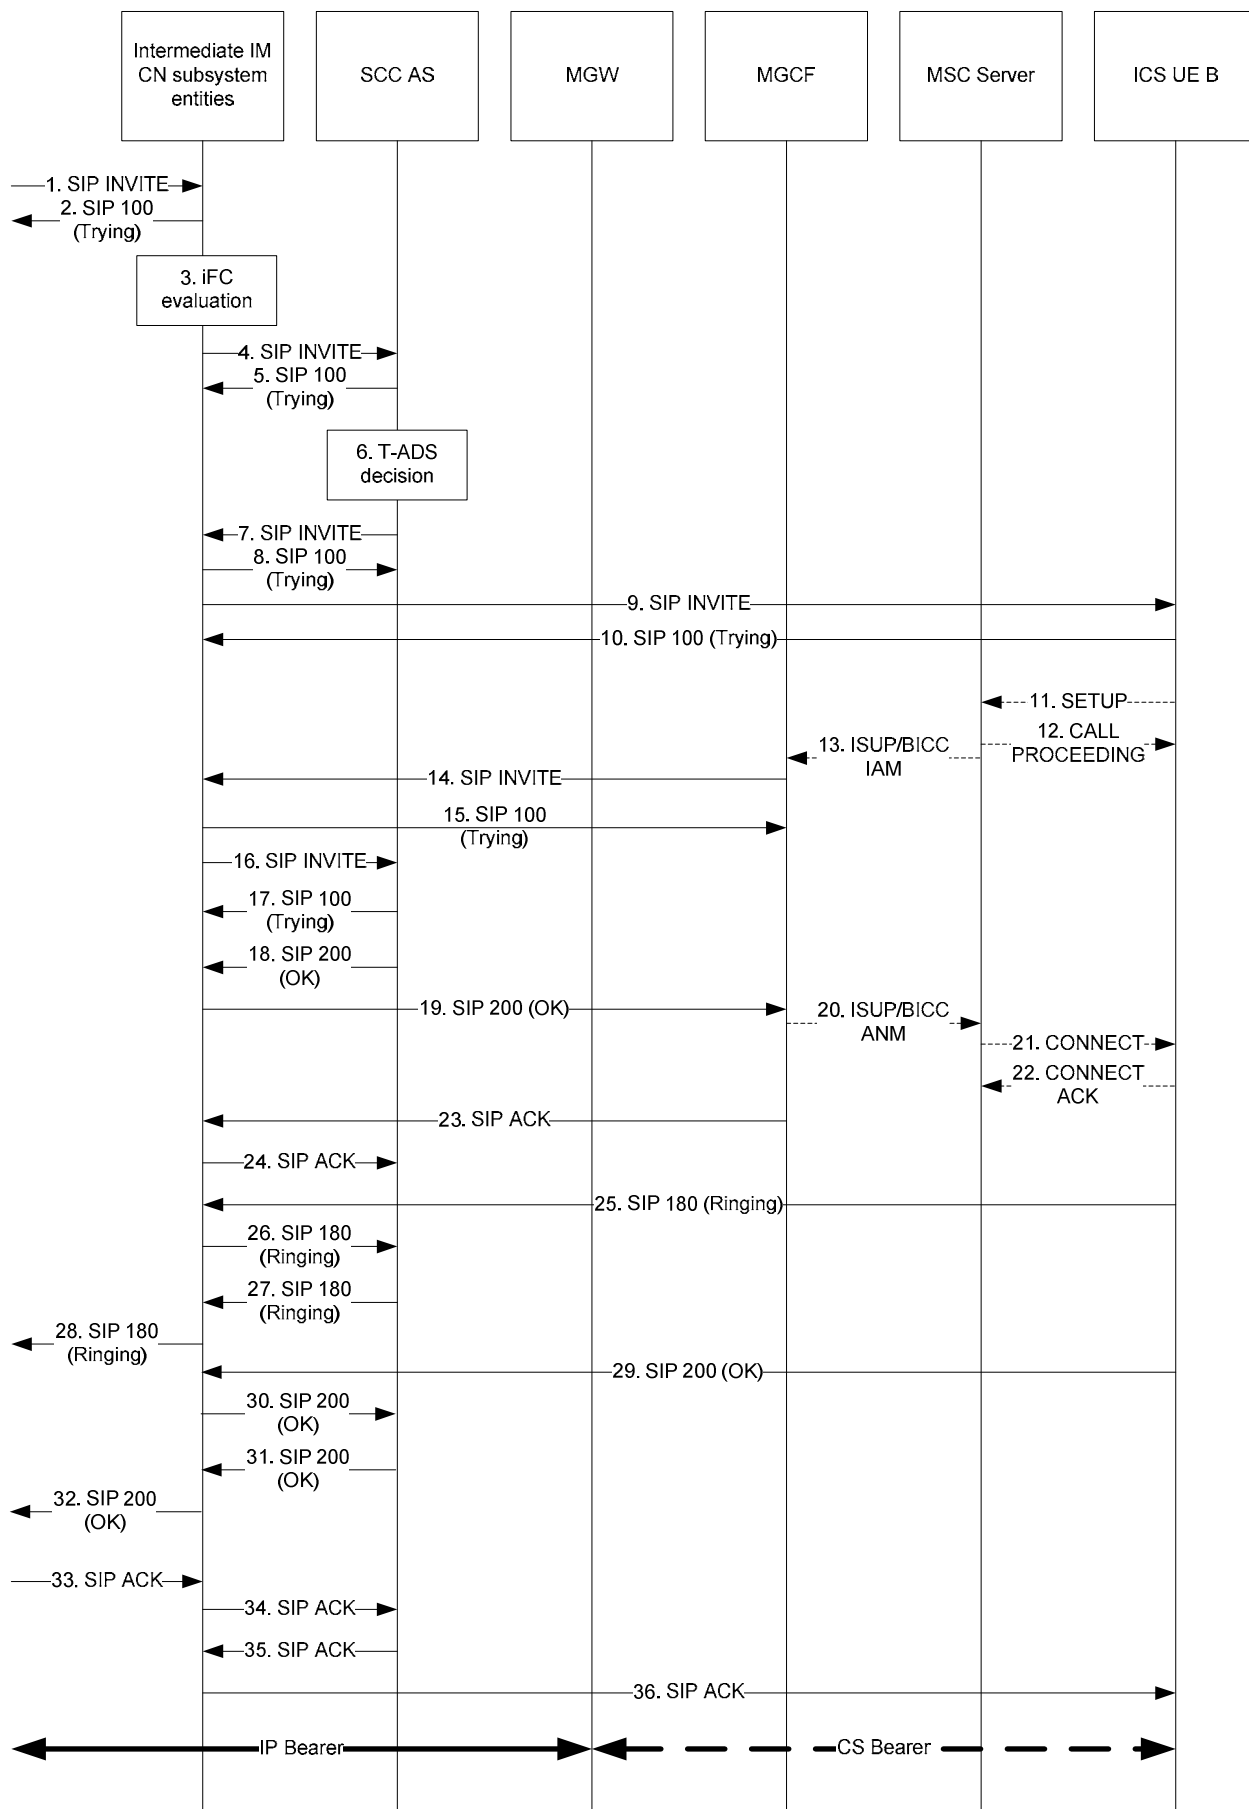 Intermediate IM
CN subsystem
entities
SCC AS
MGW
MGCF
MSC Server
ICS UE B
1. SIP INVITE
2. SIP 100
(Trying)
3. iFC
evaluation
4. SIP INVITE
5. SIP 100
(Trying)
6. T-ADS
decision
7. SIP INVITE
8. SIP 100
(Trying)
9. SIP INVITE
10. SIP 100 (Trying)
11. SETUP
12. CALL
PROCEEDING
13. ISUP/BICC
IAM
14. SIP INVITE
15. SIP 100
(Trying)
16. SIP INVITE
17. SIP 100
(Trying)
18. SIP 200
(OK)
19. SIP 200 (OK)
20. ISUP/BICC
ANM
21. CONNECT
22. CONNECT
ACK
23. SIP ACK
24. SIP ACK
25. SIP 180 (Ringing)
26. SIP 180
(Ringing)
27. SIP 180
(Ringing)
28. SIP 180
(Ringing)
29. SIP 200 (OK)
30. SIP 200
(OK)
31. SIP 200
(OK)
32. SIP 200
(OK)
33. SIP ACK
34. SIP ACK
35. SIP ACK
36. SIP ACK
IP Bearer
CS Bearer